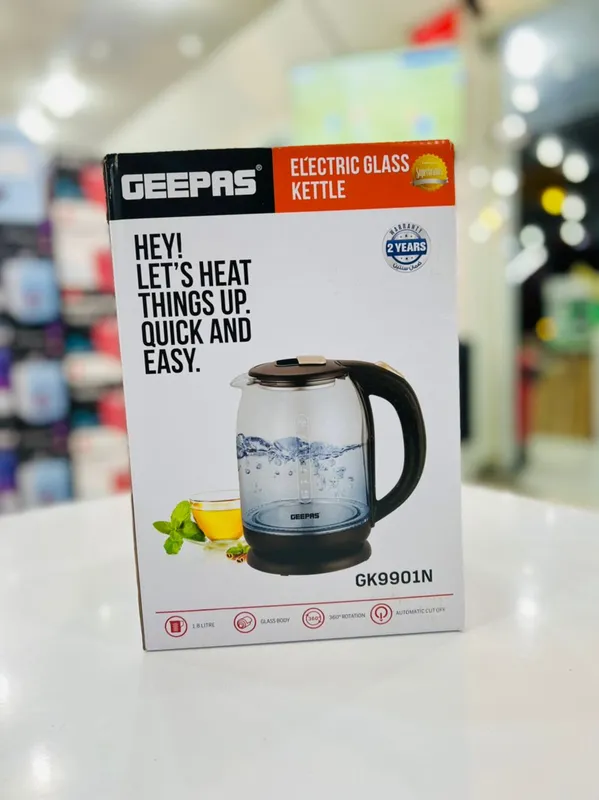 GEEPAS®
ELECTRIC GLASS
KETTLE
WARRANTY
2 YEARS
HEY!
LET'S HEAT
THINGS UP.
QUICK AND
EASY.
GEEPAS
GK9901N
1.8 LITRE
GLASS BODY
360°
360° ROTATION
AUTOMATIC CUT OFF